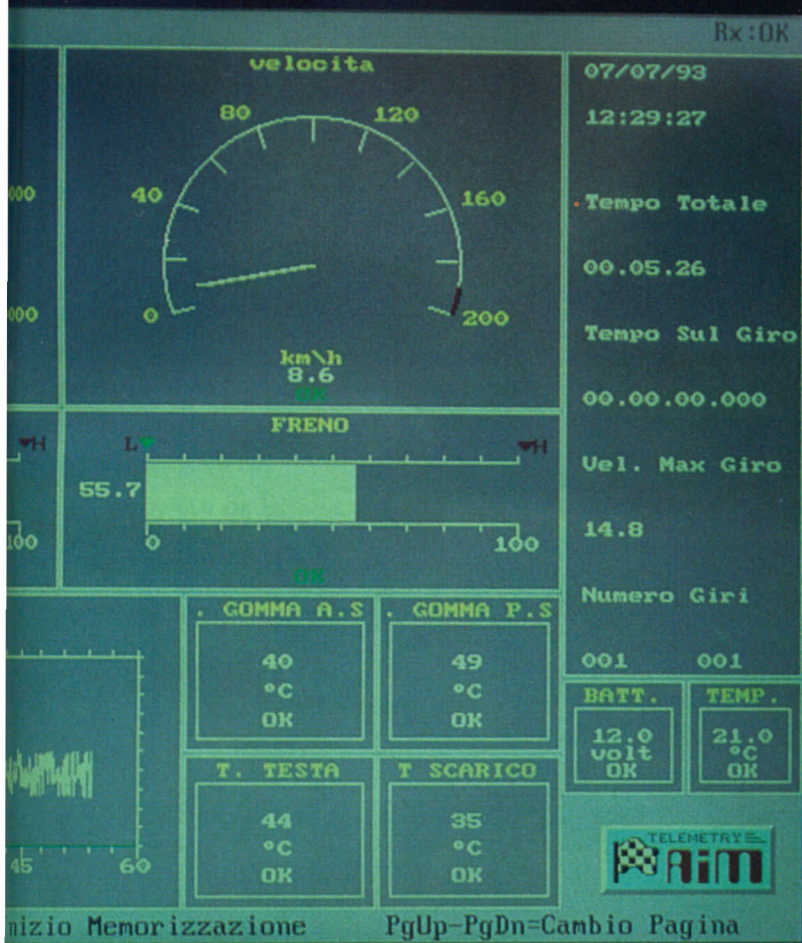 Rx:OK
velocita
80
120
40
160
0
200
km\h
8.6
OK
07/07/93
12:29:27
Tempo Totale
00.05.26
Tempo Sul Giro
00.00.00.000
Vel. Max Giro
14.8
Numero Giri
001 001
000
000
H
100
FRENO
L
H
55.7
0
100
OK
45
60
. GOMMA A.S
40
°C
OK
. GOMMA P.S
49
°C
OK
T. TESTA
44
°C
OK
T SCARICO
35
°C
OK
BATT.
12.0
volt
OK
TEMP.
21.0
°C
OK
TELEMETRY
AiM
nizio Memorizzazione
PgUp-PgDn=Cambio Pagina